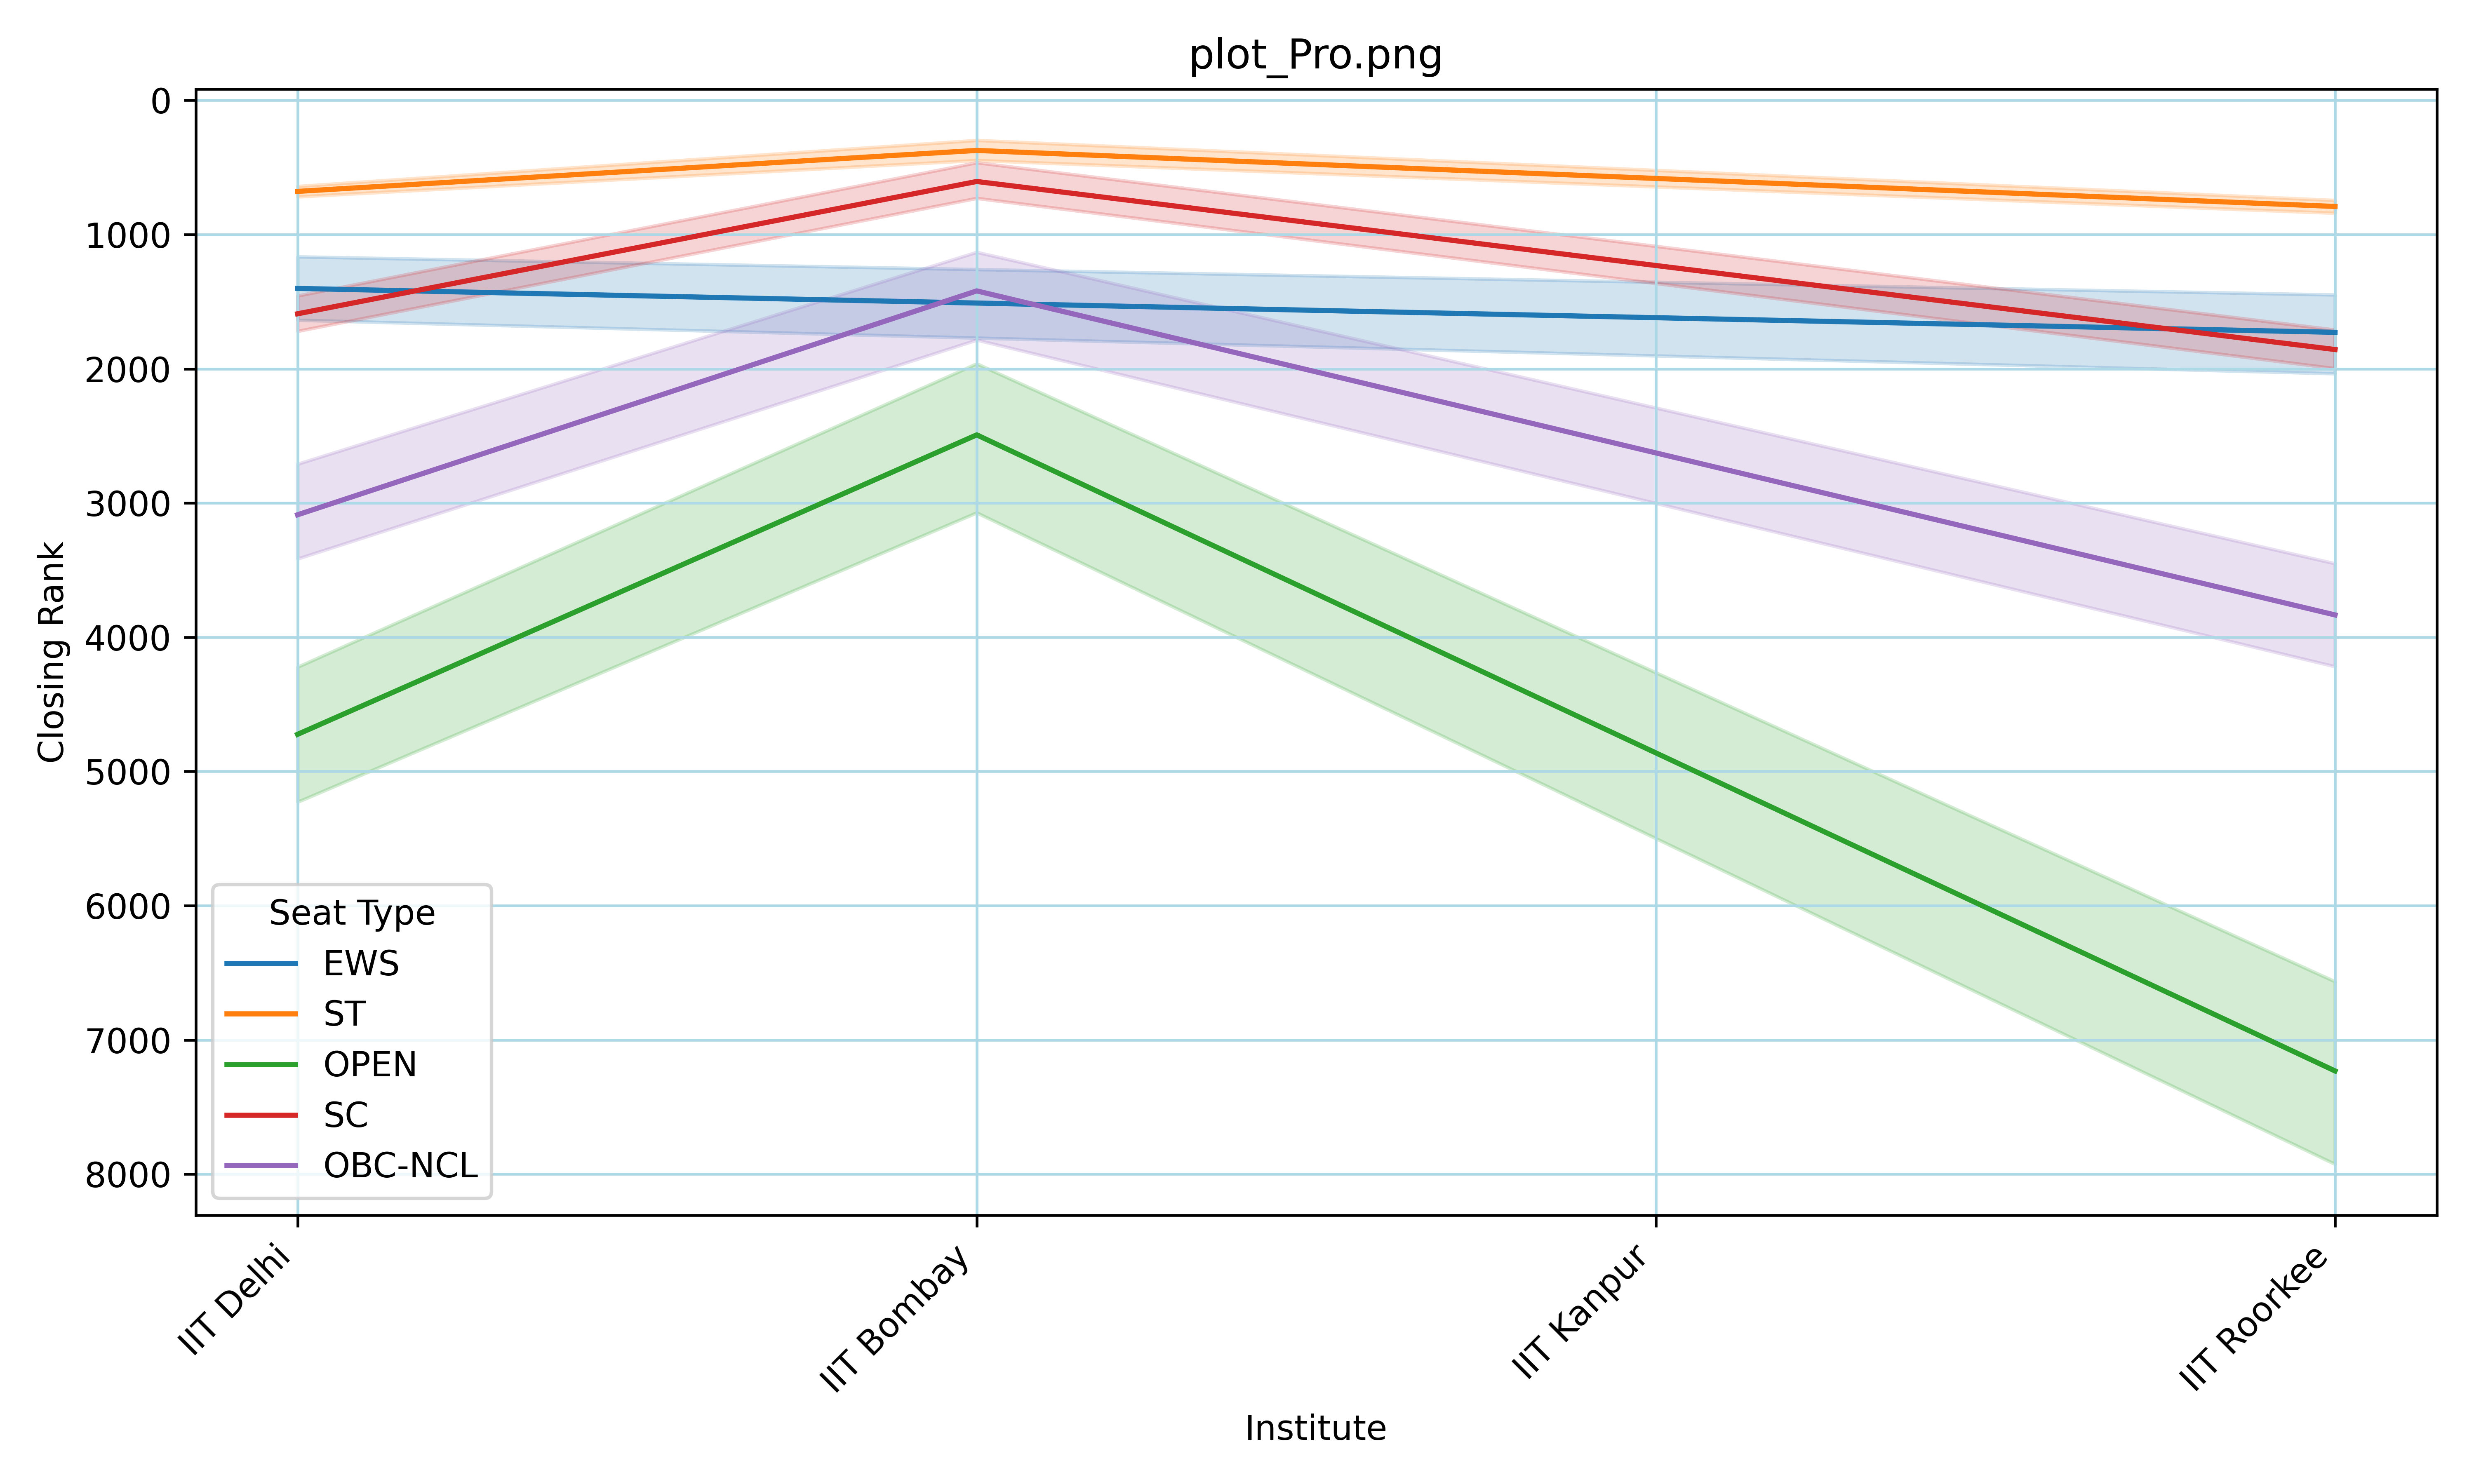 plot_Pro.png
0
1000
2000
3000
4000
5000
6000
7000
8000
Closing Rank
Seat Type
EWS
ST
OPEN
SC
OBC-NCL
IIT Delhi
IIT Bombay
IIT Kanpur
IIT Roorkee
Institute